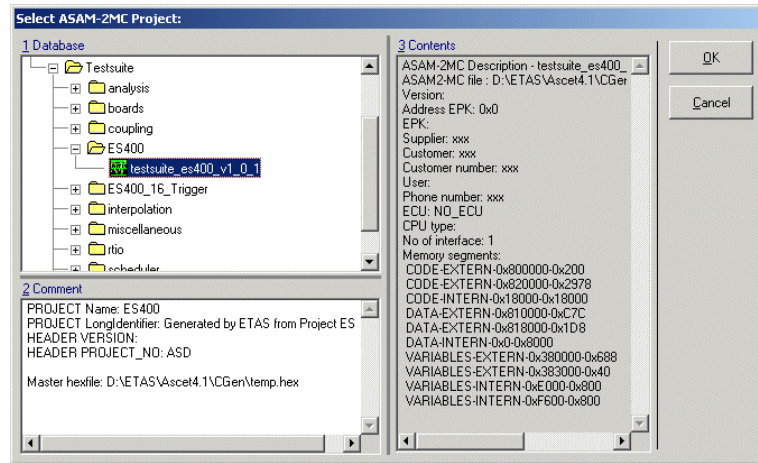 Select ASAM-2MC Project:
1 Database
Testsuite
analysis
boards
coupling
ES400
testsuite_es400_v1_0_1
ES400_16_Trigger
interpolation
miscellaneous
rtio
scheduler
2 Comment
PROJECT Name: ES400
PROJECT LongIdentifier: Generated by ETAS from Project ES
HEADER VERSION:
HEADER PROJECT_NO: ASD
Master hexfile: D:\ETAS\Ascet4.1\CGen\temp.hex
3 Contents
ASAM-2MC Description - testsuite_es400_
ASAM2-MC file : D:\ETAS\Ascet4.1\CGer
Version:
Address EPK: 0x0
EPK:
Supplier: xxx
Customer: xxx
Customer number: xxx
User:
Phone number: xxx
ECU: NO_ECU
CPU type:
No of interface: 1
Memory segments:
CODE-EXTERN-0x800000-0x200
CODE-EXTERN-0x820000-0x2978
CODE-INTERN-0x18000-0x18000
DATA-EXTERN-0x810000-0xC7C
DATA-EXTERN-0x818000-0x1D8
DATA-INTERN-0x0-0x8000
VARIABLES-EXTERN-0x380000-0x688
VARIABLES-EXTERN-0x383000-0x40
VARIABLES-INTERN-0xE000-0x800
VARIABLES-INTERN-0xF600-0x800
OK
Cancel